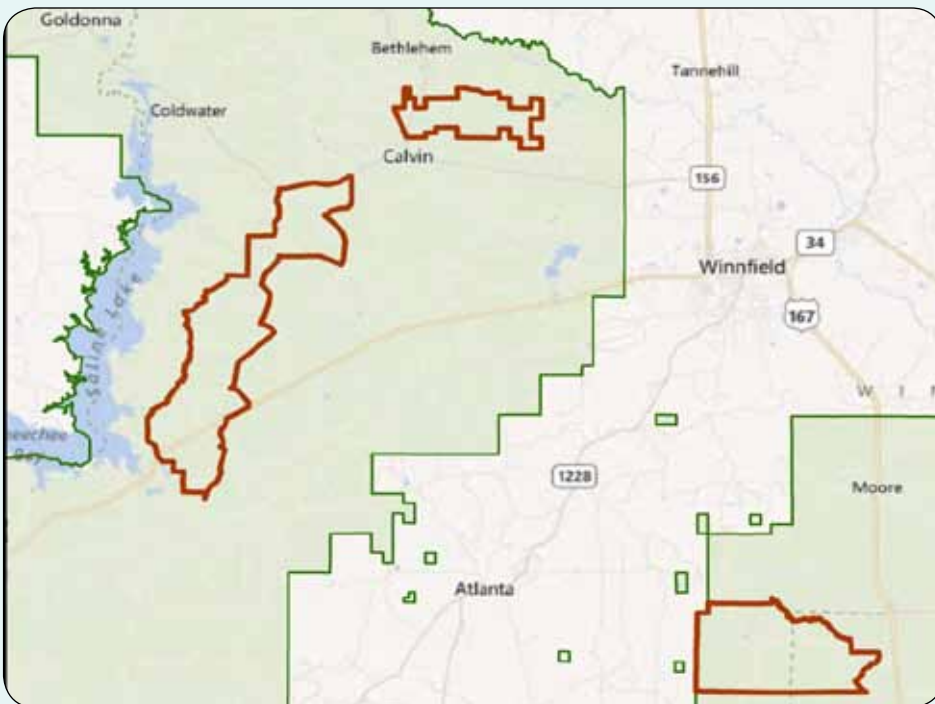 Goldonna
Bethlehem
Tannehill
Coldwater
Calvin
156
34
Winnfield
167
Saline Lake
W I
1228
Moore
Atlanta